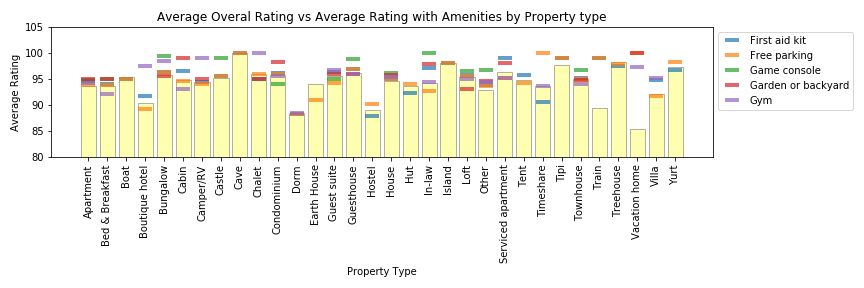 Average Overal Rating vs Average Rating with Amenities by Property type
Average Rating
105
100
95
90
85
80
Apartment
Bed & Breakfast
Boat
Boutique hotel
Bungalow
Cabin
Camper/RV
Castle
Cave
Chalet
Condominium
Dorm
Earth House
Guest suite
Guesthouse
Hostel
House
Hut
In-law
Island
Loft
Other
Serviced apartment
Tent
Timeshare
Tipi
Townhouse
Train
Treehouse
Vacation home
Villa
Yurt
Property Type
First aid kit
Free parking
Game console
Garden or backyard
Gym